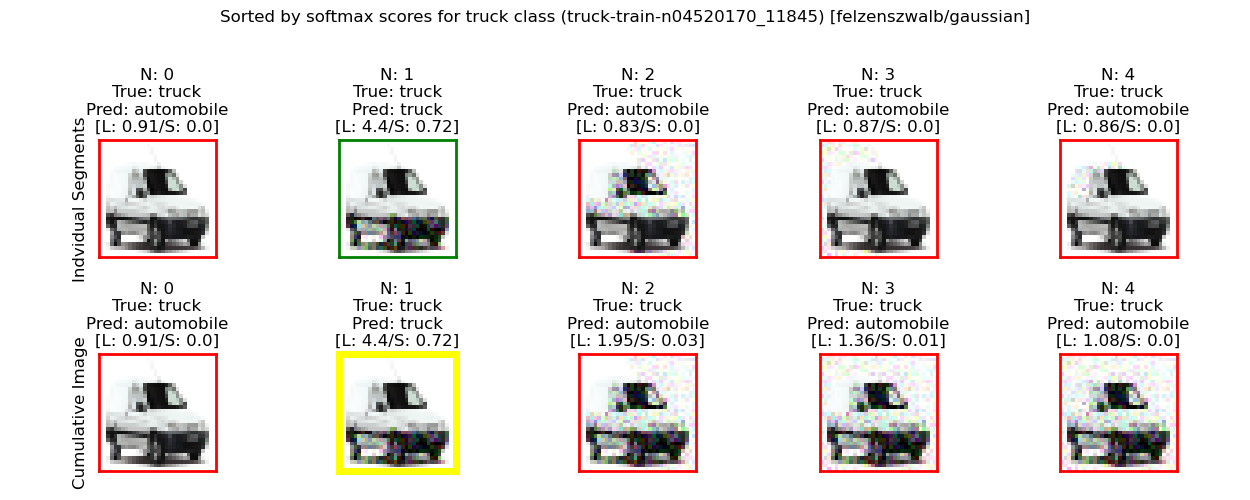 Sorted by softmax scores for truck class (truck-train-n04520170_11845) [felzenszwalb/gaussian]
Indvidual Segments
N: 0
True: truck
Pred: automobile
[L: 0.91/S: 0.0]
N: 1
True: truck
Pred: truck
[L: 4.4/S: 0.72]
N: 2
True: truck
Pred: automobile
[L: 0.83/S: 0.0]
N: 3
True: truck
Pred: automobile
[L: 0.87/S: 0.0]
N: 4
True: truck
Pred: automobile
[L: 0.86/S: 0.0]
Cumulative Image
N: 0
True: truck
Pred: automobile
[L: 0.91/S: 0.0]
N: 1
True: truck
Pred: truck
[L: 4.4/S: 0.72]
N: 2
True: truck
Pred: automobile
[L: 1.95/S: 0.03]
N: 3
True: truck
Pred: automobile
[L: 1.36/S: 0.01]
N: 4
True: truck
Pred: automobile
[L: 1.08/S: 0.0]